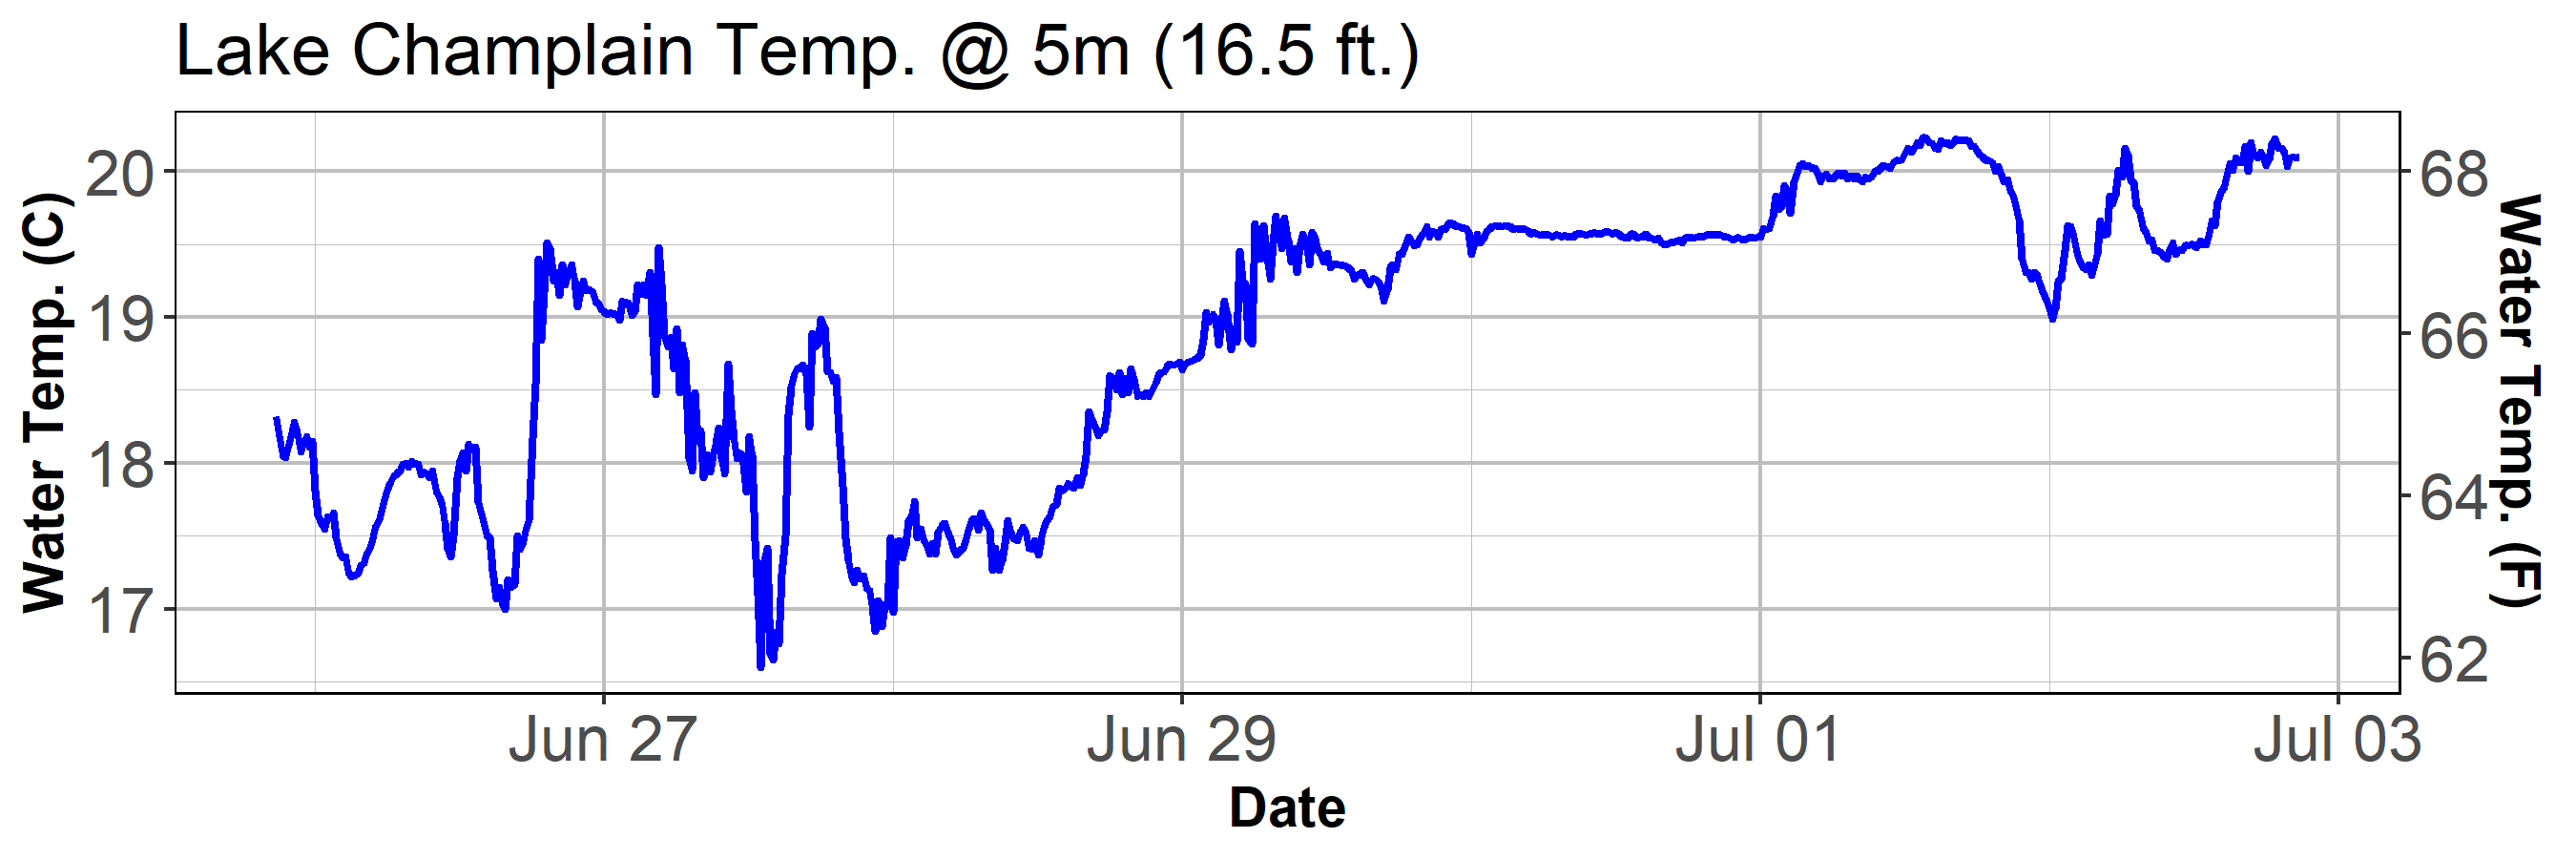 Lake Champlain Temp. @ 5m (16.5 ft.)
Water Temp. (C)
20
19
18
17
68
66
64
62
Water Temp. (F)
Jun 27
Jun 29
Jul 01
Jul 03
Date